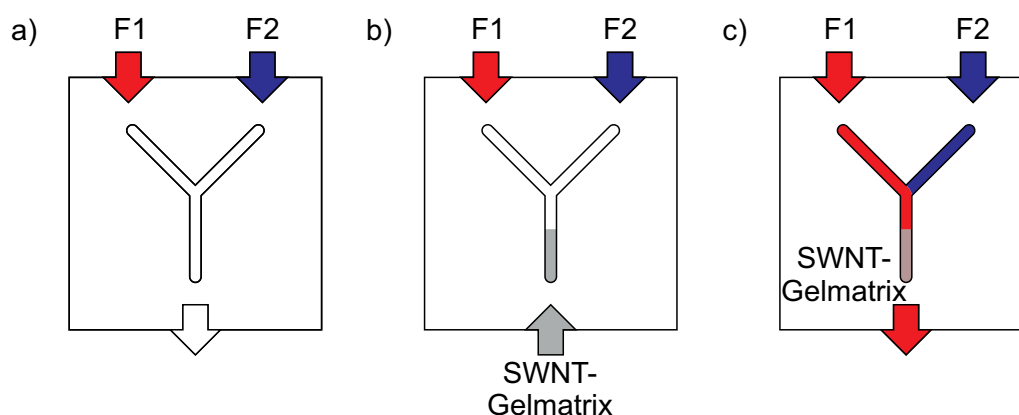 a)
F1
F2
b)
F1
F2
SWNT-
Gelmatrix
c)
F1
F2
SWNT-
Gelmatrix